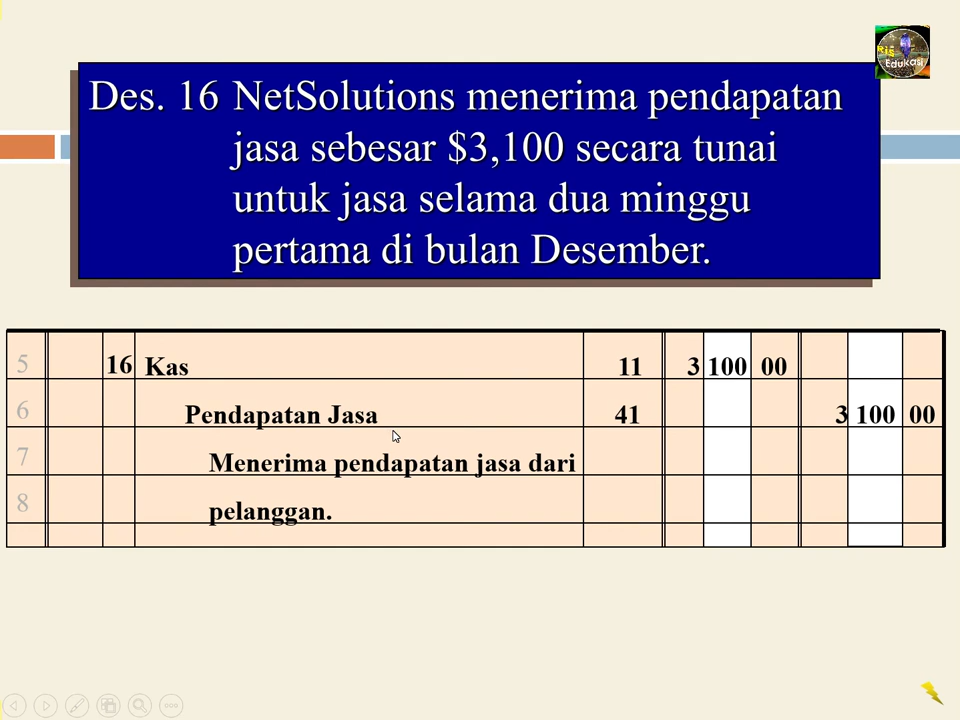 Ris
Edukasi
Des. 16 NetSolutions menerima pendapatan
jasa sebesar $3,100 secara tunai
untuk jasa selama dua minggu
pertama di bulan Desember.
5 16 Kas 11 3 100 00
6 Pendapatan Jasa 41 3 100 00
7 Menerima pendapatan jasa dari
8 pelanggan.